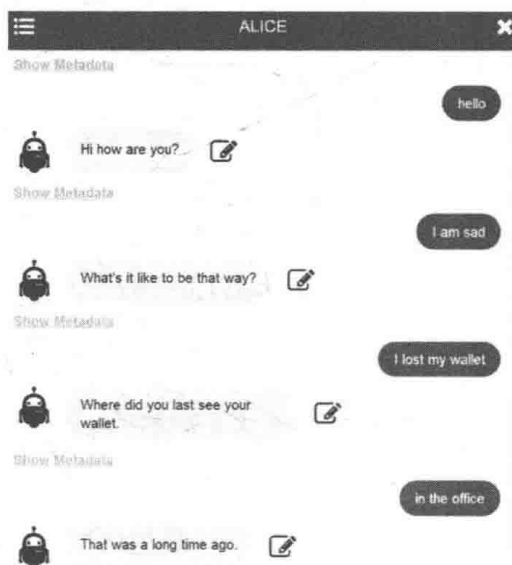 ALICE
Show Metadata
hello
Hi how are you?
Show Metadata
I am sad
What's it like to be that way?
Show Metadata
I lost my wallet
Where did you last see your
wallet.
Show Metadata
in the office
That was a long time ago.